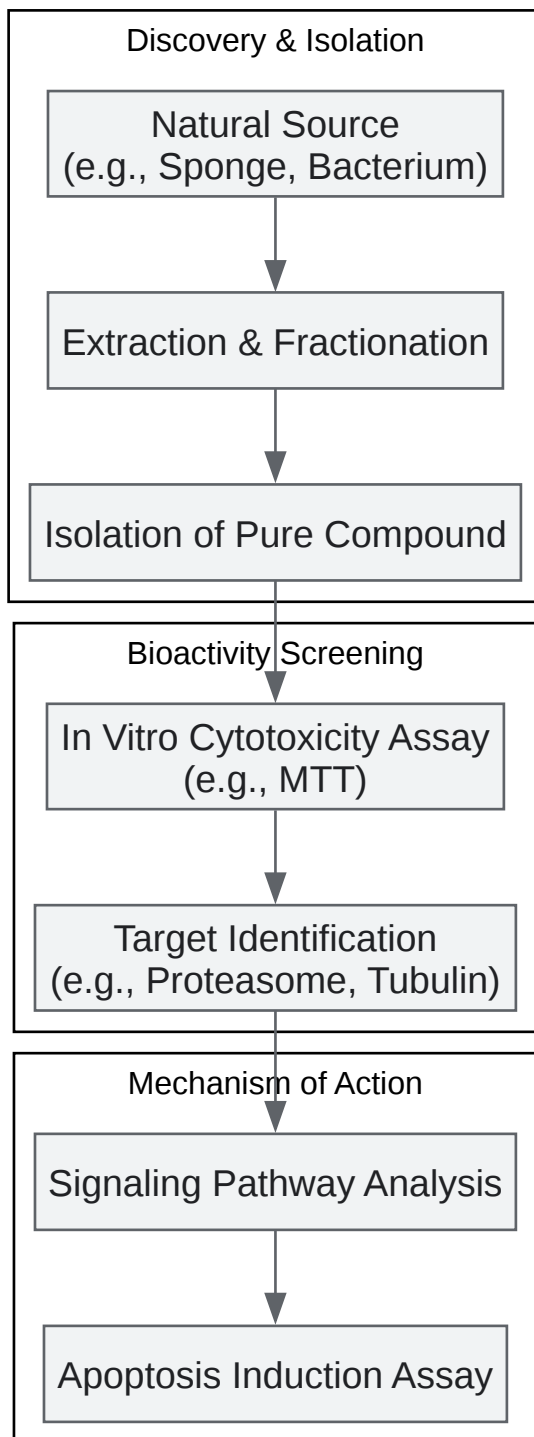 Discovery & Isolation
Natural Source
(e.g., Sponge, Bacterium)
Extraction & Fractionation
Isolation of Pure Compound
Bioactivity Screening
In Vitro Cytotoxicity Assay
(e.g., MTT)
Target Identification
(e.g., Proteasome, Tubulin)
Mechanism of Action
Signaling Pathway Analysis
Apoptosis Induction Assay